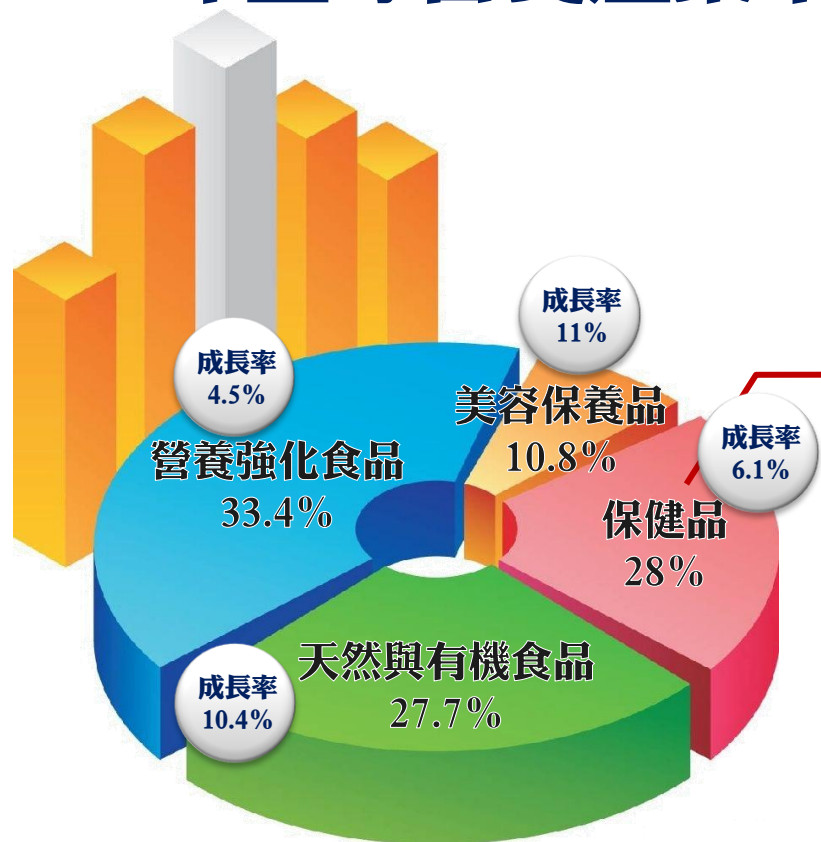 成長率
11%
成長率
4.5%
美容保養品
10.8%
成長率
6.1%
營養強化食品
33.4%
保健品
28%
天然與有機食品
27.7%
成長率
10.4%